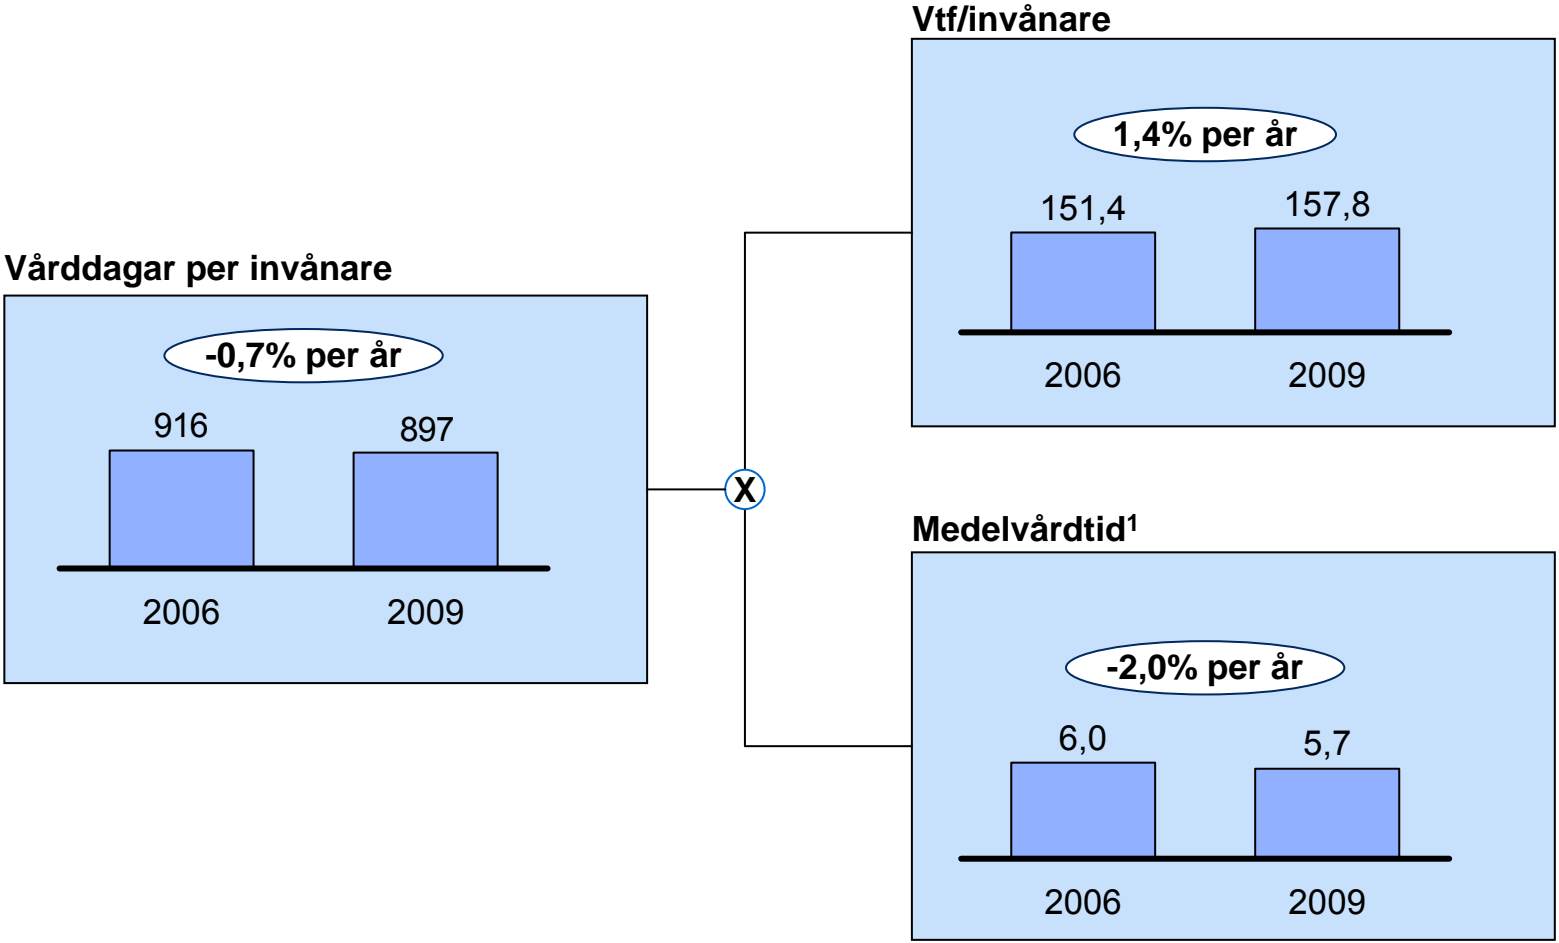 Vtf/invånare
1,4% per år
151,4 157,8
2006 2009
Vårddagar per invånare
-0,7% per år
916 897
2006 2009
X
Medelvårdtid¹
-2,0% per år
6,0 5,7
2006 2009